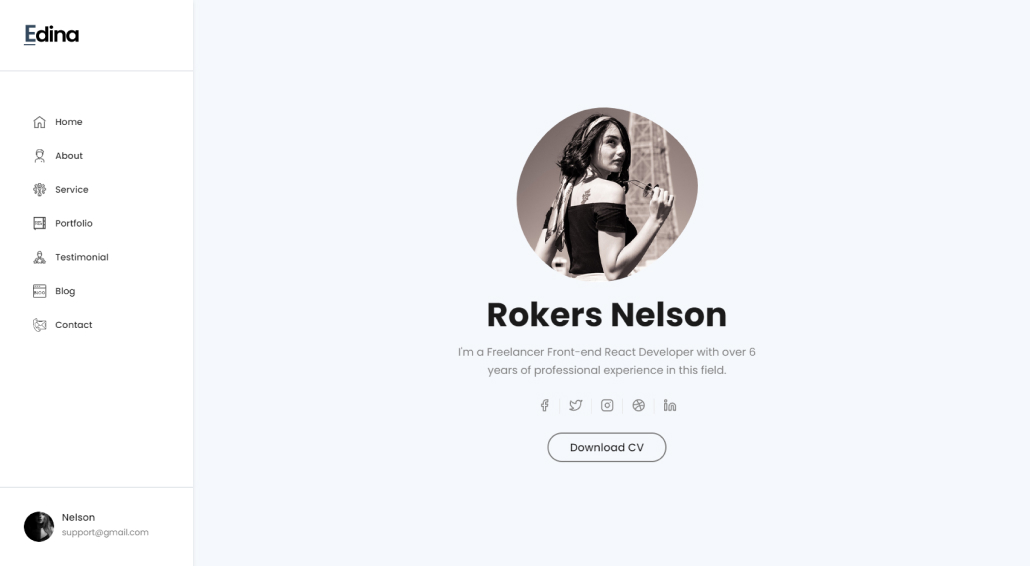 Edina
Home
About
Service
Portfolio
Testimonial
Blog
Contact
Nelson
support@gmail.com
Rokers Nelson
I'm a Freelancer Front-end React Developer with over 6
years of professional experience in this field.
Download CV